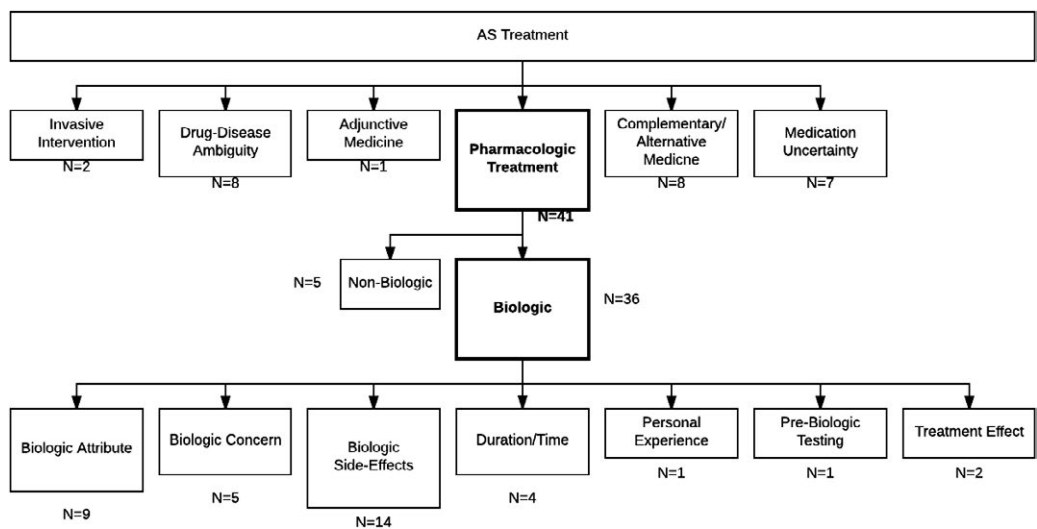 AS Treatment
Invasive
Intervention
N=2
Drug-Disease
Ambiguity
N=8
Adjunctive
Medicine
N=1
Pharmacologic
Treatment
N=41
Complementary/
Alternative
Medicne
N=8
Medication
Uncertainty
N=7
N=5
Non-Biologic
Biologic
N=36
Biologic Attribute
N=9
Biologic Concern
N=5
Biologic
Side-Effects
N=14
Duration/Time
N=4
Personal
Experience
N=1
Pre-Biologic
Testing
N=1
Treatment Effect
N=2